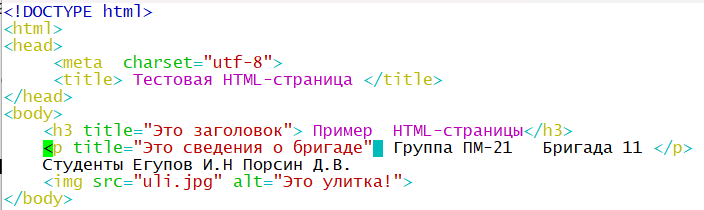 <!DOCTYPE html>
<html>
<head>
<meta  charset="utf-8">
<title> Тестовая HTML-страница </title>
</head>
<body>
<h3 title="Это заголовок"> Пример  HTML-страницы</h3>
<p title="Это сведения о бригаде"> Группа ПМ-21   Бригада 11 </p>
Студенты Егупов И.Н Порсин Д.В.
<img src="uli.jpg" alt="Это улитка!">
</body>